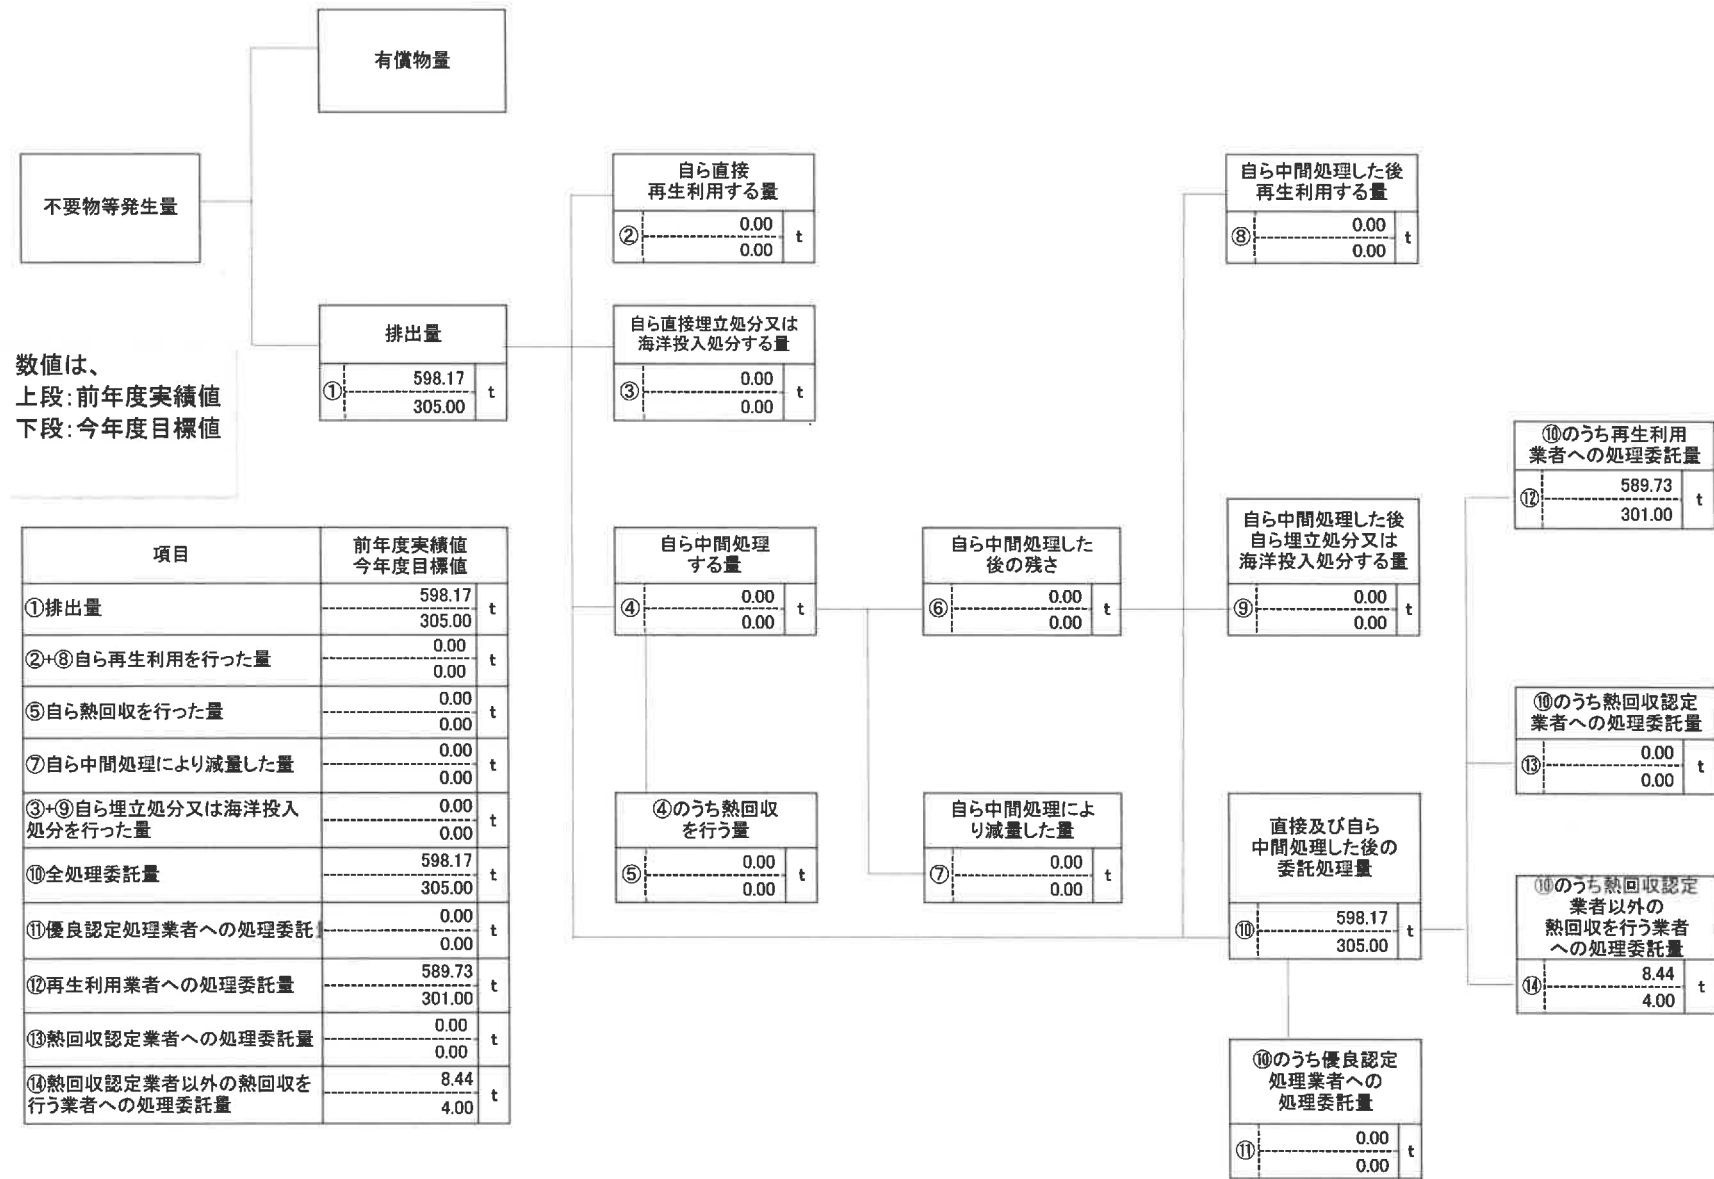 有償物量
不要物等発生量
排出量
① 598.17 t
305.00
数値は、
上段:前年度実績値
下段:今年度目標値
自ら直接
再生利用する量
② 0.00 t
0.00
自ら直接埋立処分又は
海洋投入処分する量
③ 0.00 t
0.00
自ら中間処理
する量
④ 0.00 t
0.00
④のうち熱回収
を行う量
⑤ 0.00 t
0.00
自ら中間処理した
後の残さ
⑥ 0.00 t
0.00
自ら中間処理によ
り減量した量
⑦ 0.00 t
0.00
自ら中間処理した後
再生利用する量
⑧ 0.00 t
0.00
自ら中間処理した後
自ら埋立処分又は
海洋投入処分する量
⑨ 0.00 t
0.00
直接及び自ら
中間処理した後の
委託処理量
⑩ 598.17 t
305.00
⑩のうち優良認定
処理業者への
処理委託量
⑪ 0.00 t
0.00
⑩のうち再生利用
業者への処理委託量
⑫ 589.73 t
301.00
⑩のうち熱回収認定
業者への処理委託量
⑬ 0.00 t
0.00
⑩のうち熱回収認定
業者以外の
熱回収を行う業者
への処理委託量
⑭ 8.44 t
4.00
項目 前年度実績値
今年度目標値
①排出量 598.17 t
305.00
②+⑧自ら再生利用を行った量 0.00 t
0.00
⑤自ら熱回収を行った量 0.00 t
0.00
⑦自ら中間処理により減量した量 0.00 t
0.00
③+⑨自ら埋立処分又は海洋投入
処分を行った量 0.00 t
0.00
⑩全処理委託量 598.17 t
305.00
⑪優良認定処理業者への処理委託 0.00 t
0.00
⑫再生利用業者への処理委託量 589.73 t
301.00
⑬熱回収認定業者への処理委託量 0.00 t
0.00
⑭熱回収認定業者以外の熱回収を
行う業者への処理委託量 8.44 t
4.00